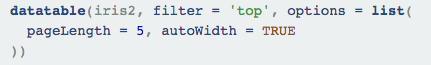 datatable(iris2, filter = 'top', options = list(
  pageLength = 5, autoWidth = TRUE
))